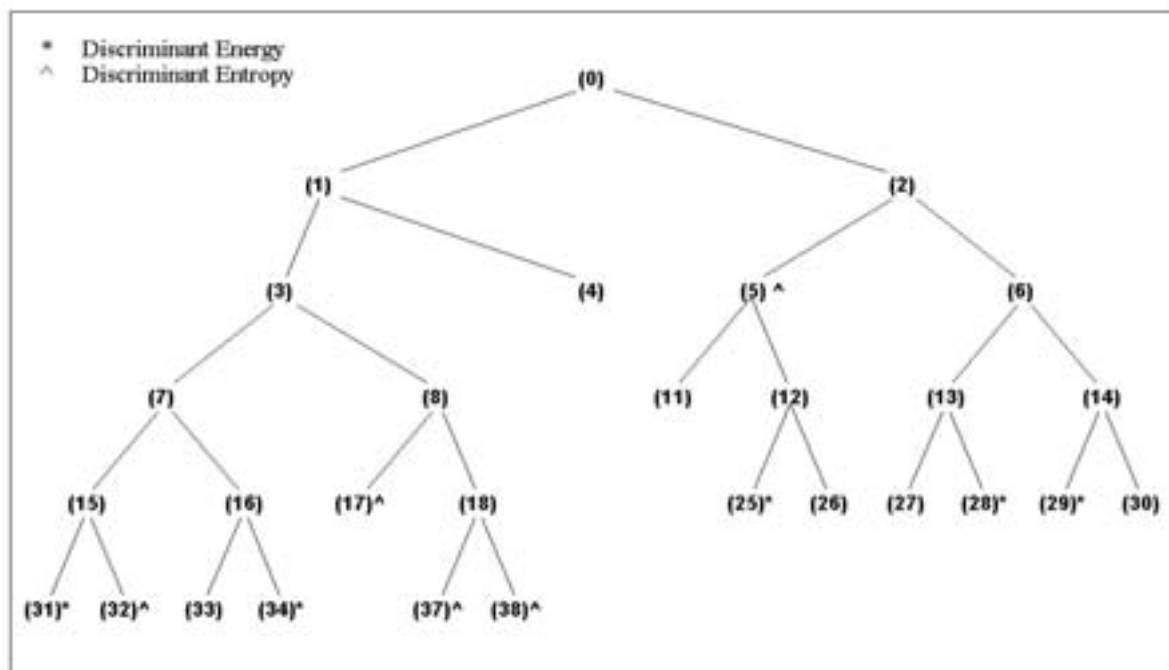 * Discriminant Energy
^ Discriminant Entropy
(0)
(1) (2)
(3) (4) (5) ^ (6)
(7) (8) (11) (12) (13) (14)
(15) (16) (17)^ (18) (25)* (26) (27) (28)* (29)* (30)
(31)* (32)^ (33) (34)* (37)^ (38)^